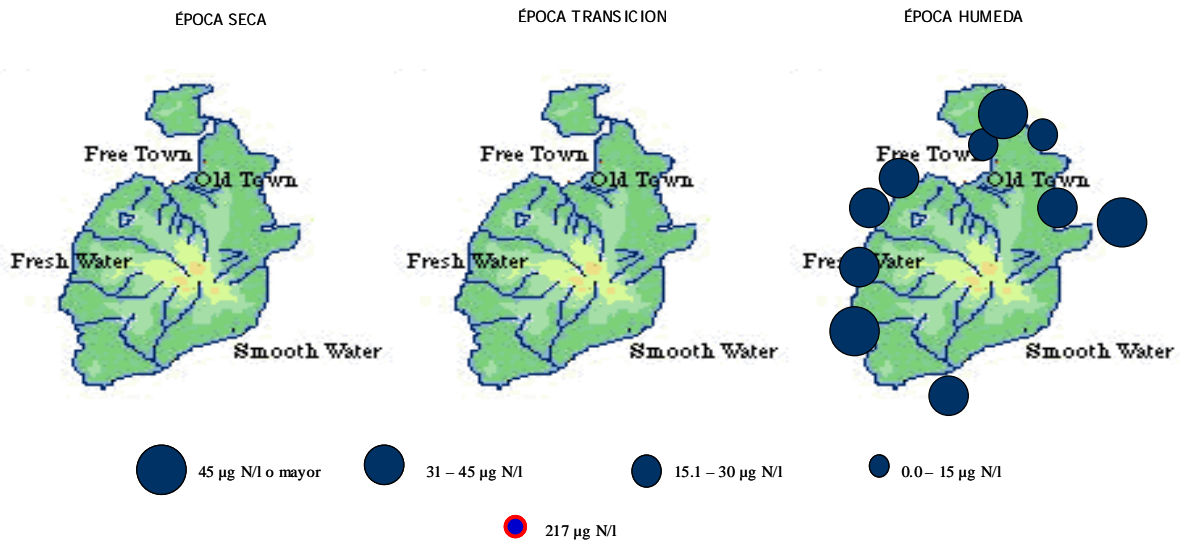 ÉPOCA SECA
ÉPOCA TRANSICION
ÉPOCA HUMEDA
Free Town
Old Town
Fresh Water
Smooth Water
Free Town
Old Town
Fresh Water
Smooth Water
Free Town
Old Town
Fres Water
Smooth Water
45 µg N/l o mayor
31 – 45 µg N/l
15.1 – 30 µg N/l
0.0 – 15 µg N/l
217 µg N/l